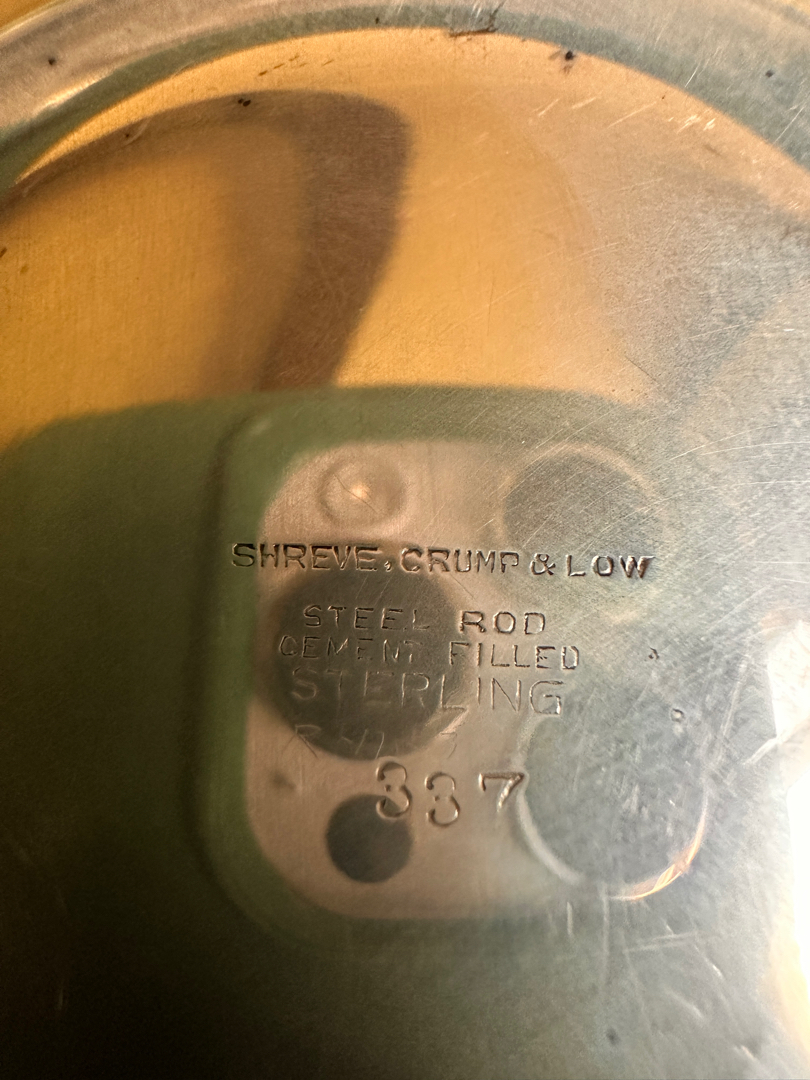 SHREVE, CRUMP & LOW
STEEL ROD
CEMENT FILLED
STERLING
337